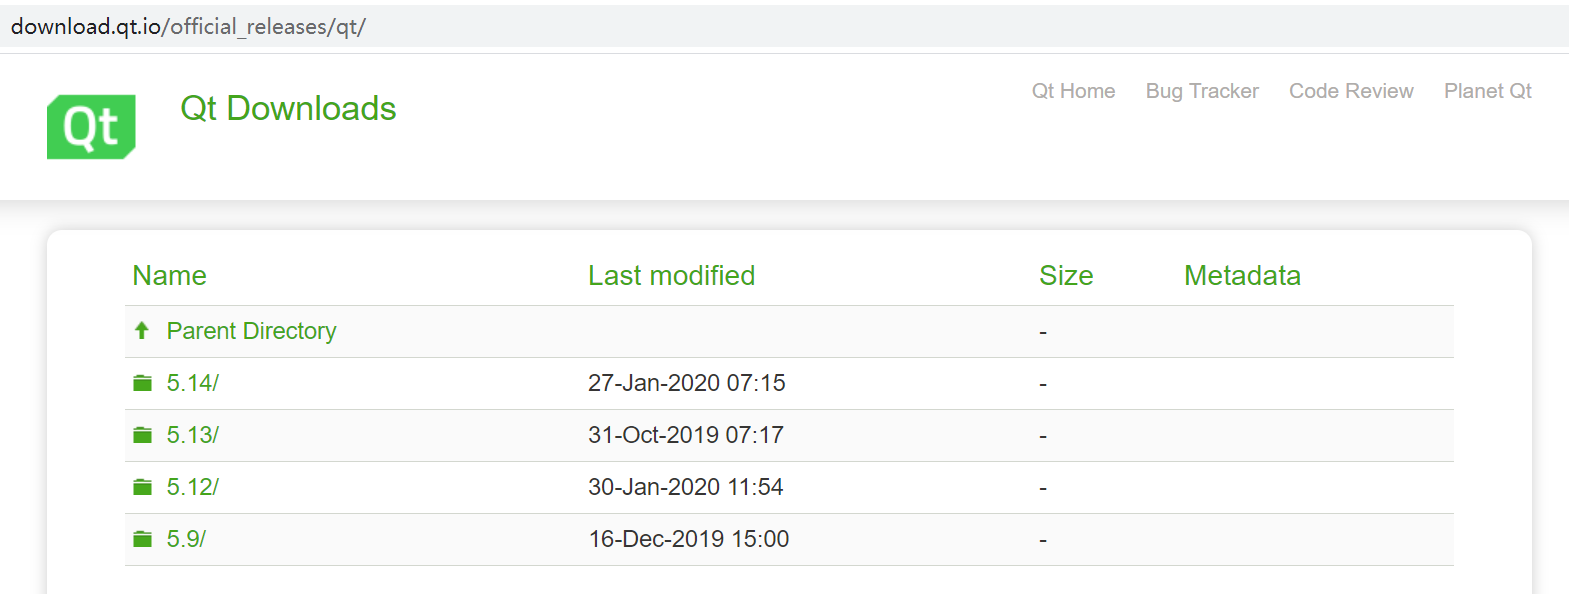 download.qt.io/official_releases/qt/
Qt
Qt Downloads
Qt Home Bug Tracker Code Review Planet Qt
Name Last modified Size Metadata
Parent Directory -
5.14/ 27-Jan-2020 07:15 -
5.13/ 31-Oct-2019 07:17 -
5.12/ 30-Jan-2020 11:54 -
5.9/ 16-Dec-2019 15:00 -